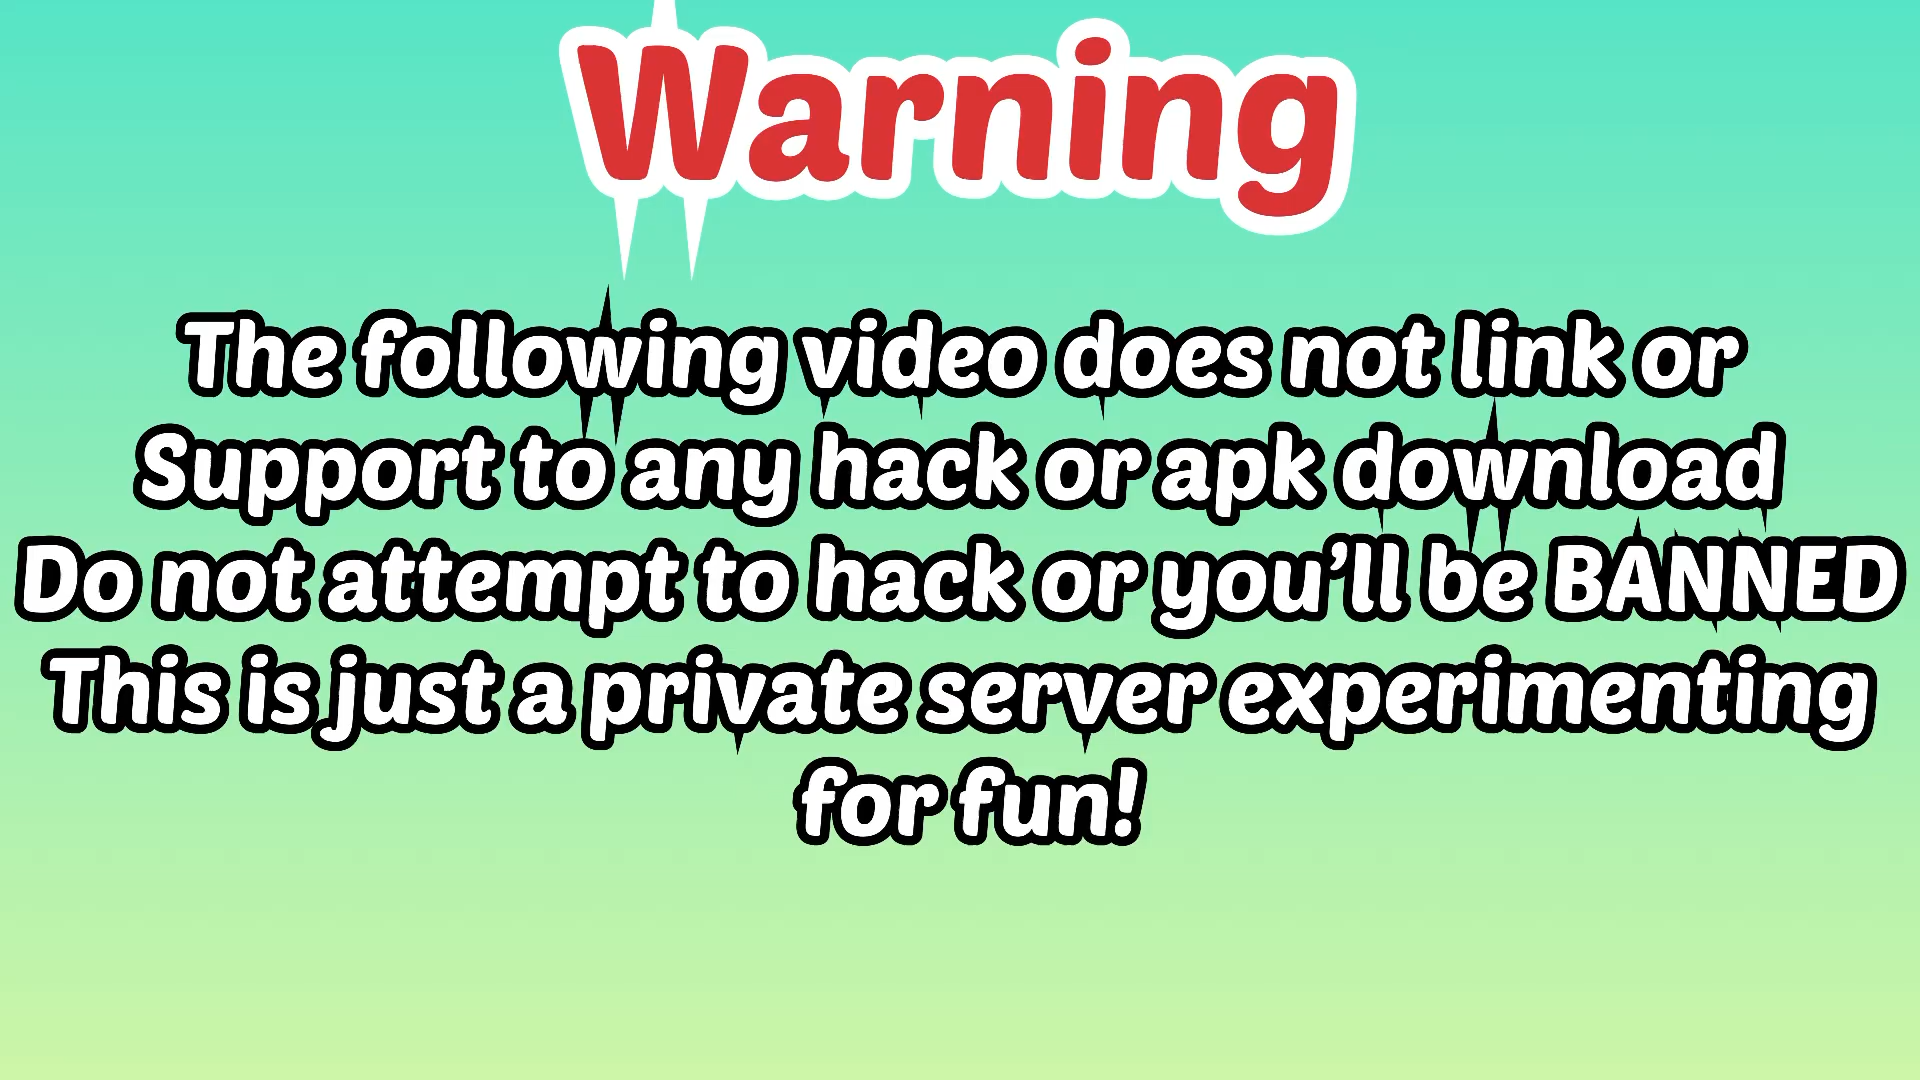 Warning
The following video does not link or
Support to any hack or apk download
Do not attempt to hack or you’ll be BANNED
This is just a private server experimenting
for fun!